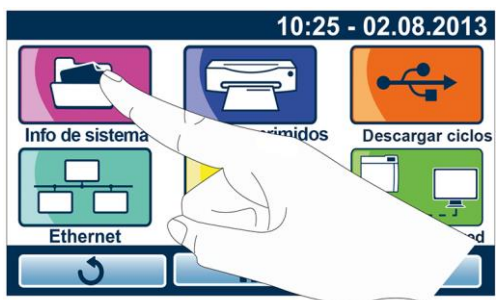 10:25 - 02.08.2013
Info de sistema
Descargar ciclos
Ethernet